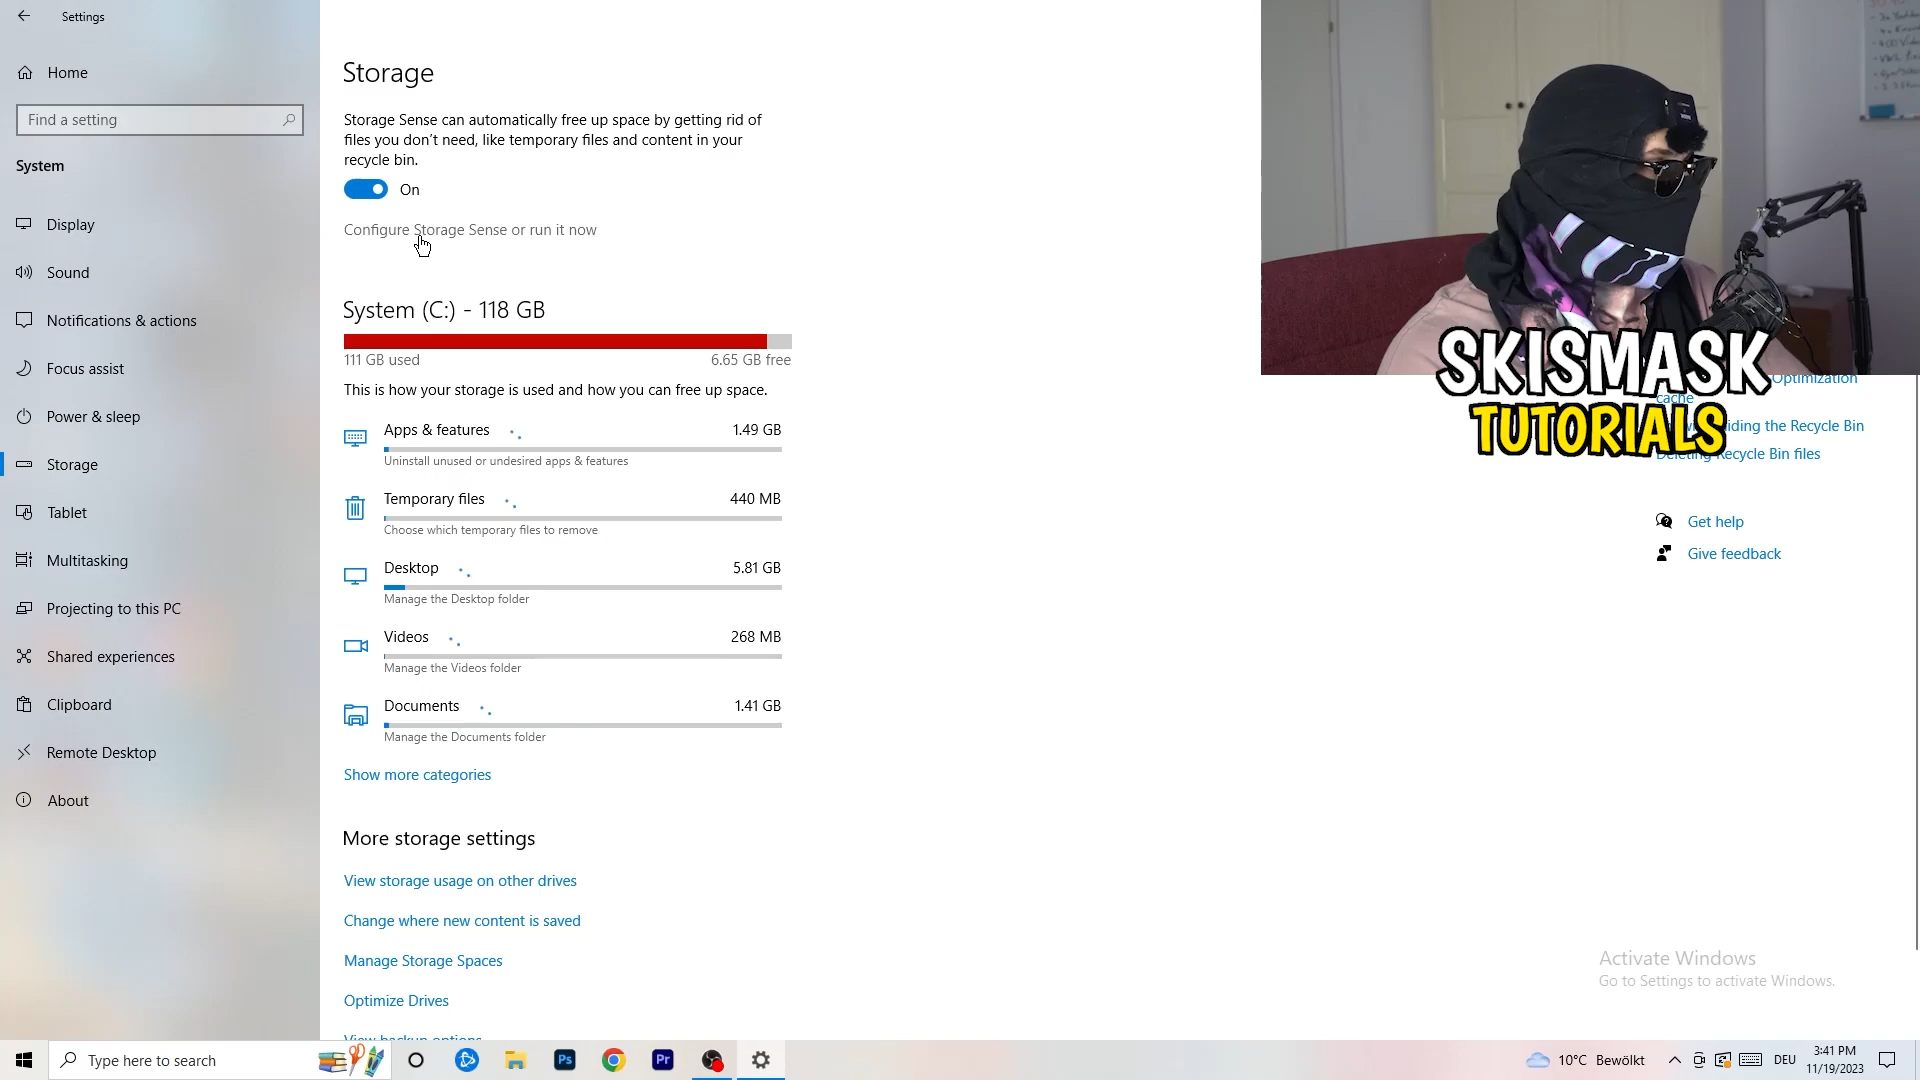 Settings
Home
Find a setting
System
Display
Sound
Notifications & actions
Focus assist
Power & sleep
Storage
Tablet
Multitasking
Projecting to this PC
Shared experiences
Clipboard
Remote Desktop
About
Storage
Storage Sense can automatically free up space by getting rid of
files you don't need, like temporary files and content in your
recycle bin.
On
Configure Storage Sense or run it now
System (C:) - 118 GB
111 GB used
6.65 GB free
This is how your storage is used and how you can free up space.
Apps & features
1.49 GB
Uninstall unused or undesired apps & features
Temporary files
440 MB
Choose which temporary files to remove
Desktop
5.81 GB
Manage the Desktop folder
Videos
268 MB
Manage the Videos folder
Documents
1.41 GB
Manage the Documents folder
Show more categories
More storage settings
View storage usage on other drives
Change where new content is saved
Manage Storage Spaces
Optimize Drives
View backup options
SKISMASK
TUTORIALS
Optimization
cache
the Recycle Bin
Recycle Bin files
Get help
Give feedback
Activate Windows
Go to Settings to activate Windows.
Type here to search
Ps
Pr
10°C Bewölkt
DEU
3:41 PM
11/19/2023